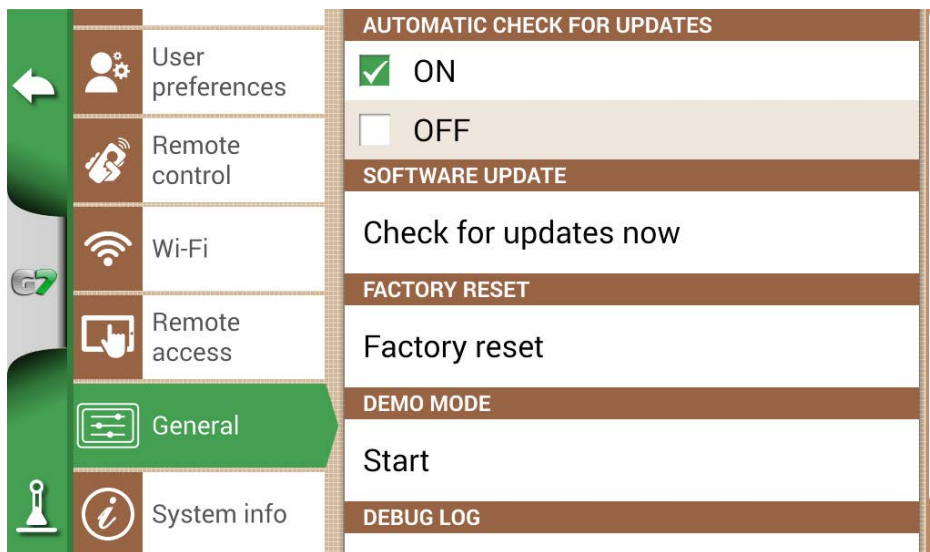 User
preferences
Remote
control
Wi-Fi
G7
Remote
access
General
System info
AUTOMATIC CHECK FOR UPDATES
ON
OFF
SOFTWARE UPDATE
Check for updates now
FACTORY RESET
Factory reset
DEMO MODE
Start
DEBUG LOG